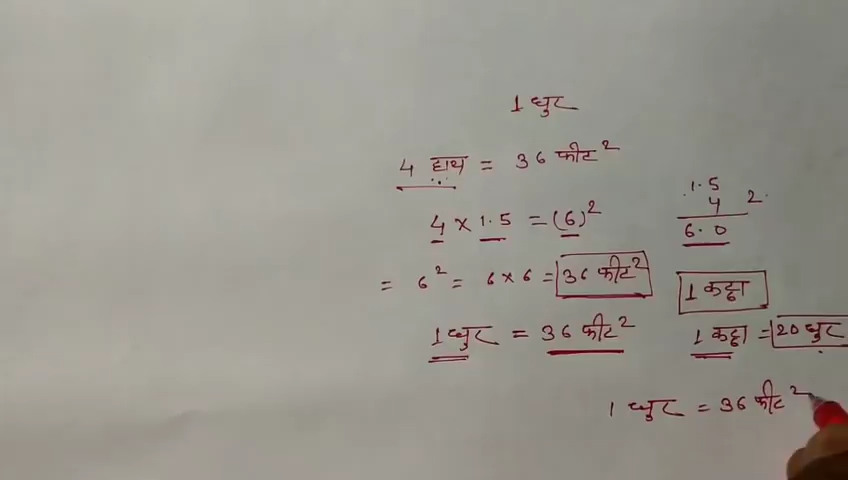 1 धुर
4 हाथ = 36 फीट²
1.5
4 2
6.0
4 × 1.5 = (6)²
= 6² = 6 × 6 = 36 फीट²
1 कट्ठा
1 धुर = 36 फीट²
1 कट्ठा = 20 धुर
1 धुर = 36 फीट²